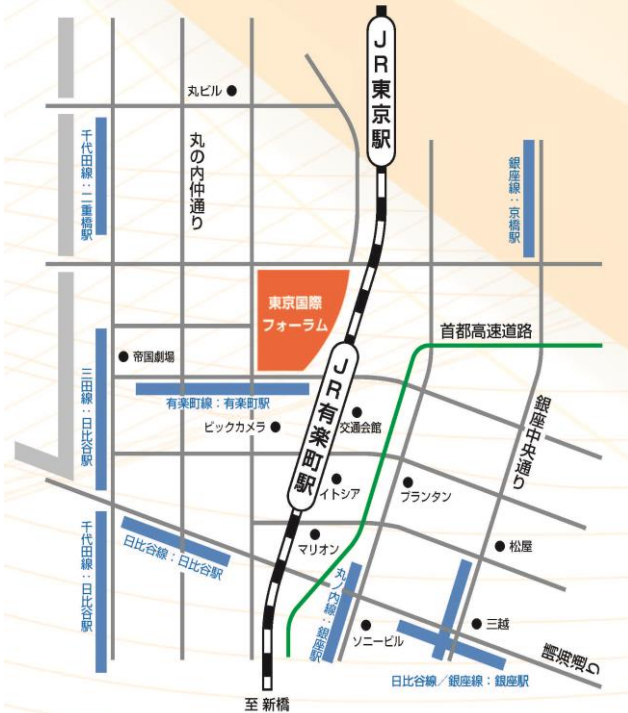 JR東京駅
丸ビル
千代田線：二重橋駅
丸の内仲通り
銀座線：京橋駅
東京国際
フォーラム
首都高速道路
帝国劇場
三田線：日比谷駅
有楽町線：有楽町駅
JR有楽町駅
ビックカメラ
交通会館
銀座中央通り
イトシア
プランタン
千代田線：日比谷駅
日比谷線：日比谷駅
マリオン
松屋
丸ノ内線：銀座駅
三越
ソニービル
晴海通り
日比谷線／銀座線：銀座駅
至 新橋